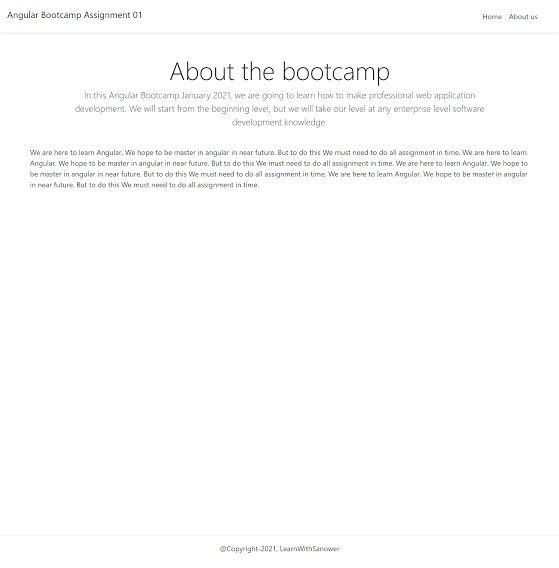 Angular Bootcamp Assignment 01
Home About us
About the bootcamp
In this Angular Bootcamp January 2021, we are going to learn how to make professional web application
development. We will start from the beginning level, but we will take our level at any enterprise level software
development knowledge.
We are here to learn Angular. We hope to be master in angular in near future. But to do this We must need to do all assignment in time. We are here to learn
Angular. We hope to be master in angular in near future. But to do this We must need to do all assignment in time. We are here to learn Angular. We hope to
be master in angular in near future. But to do this We must need to do all assignment in time. We are here to learn Angular. We hope to be master in angular
in near future. But to do this We must need to do all assignment in time.
@Copyright-2021, LearnWithSanower